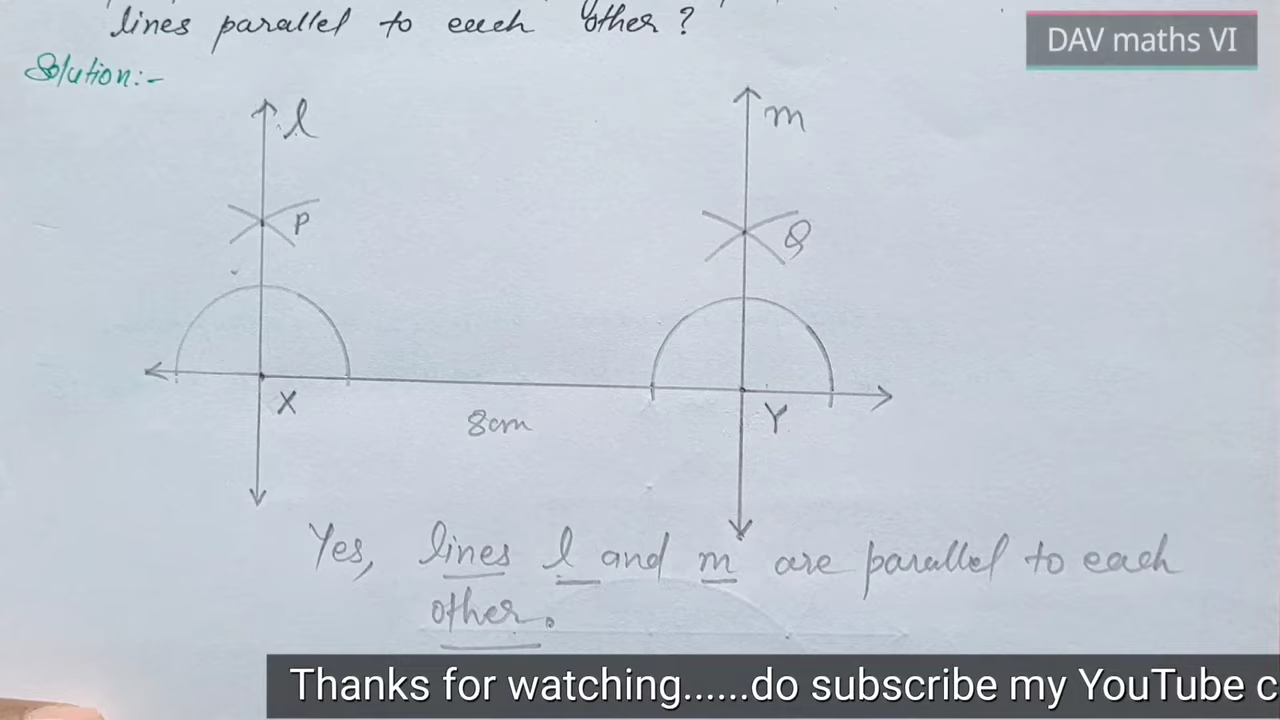 lines parallel to each other ?
DAV maths VI
Solution:-
l
m
P
Q
X
Y
8cm
Yes, lines l and m are parallel to each
other.
Thanks for watching......do subscribe my YouTube c